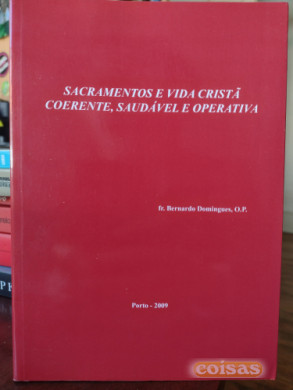 SACRAMENTOS E VIDA CRISTÃ
COERENTE, SAUDÁVEL E OPERATIVA
fr. Bernardo Domingues, O.P.
Porto - 2009
coisas